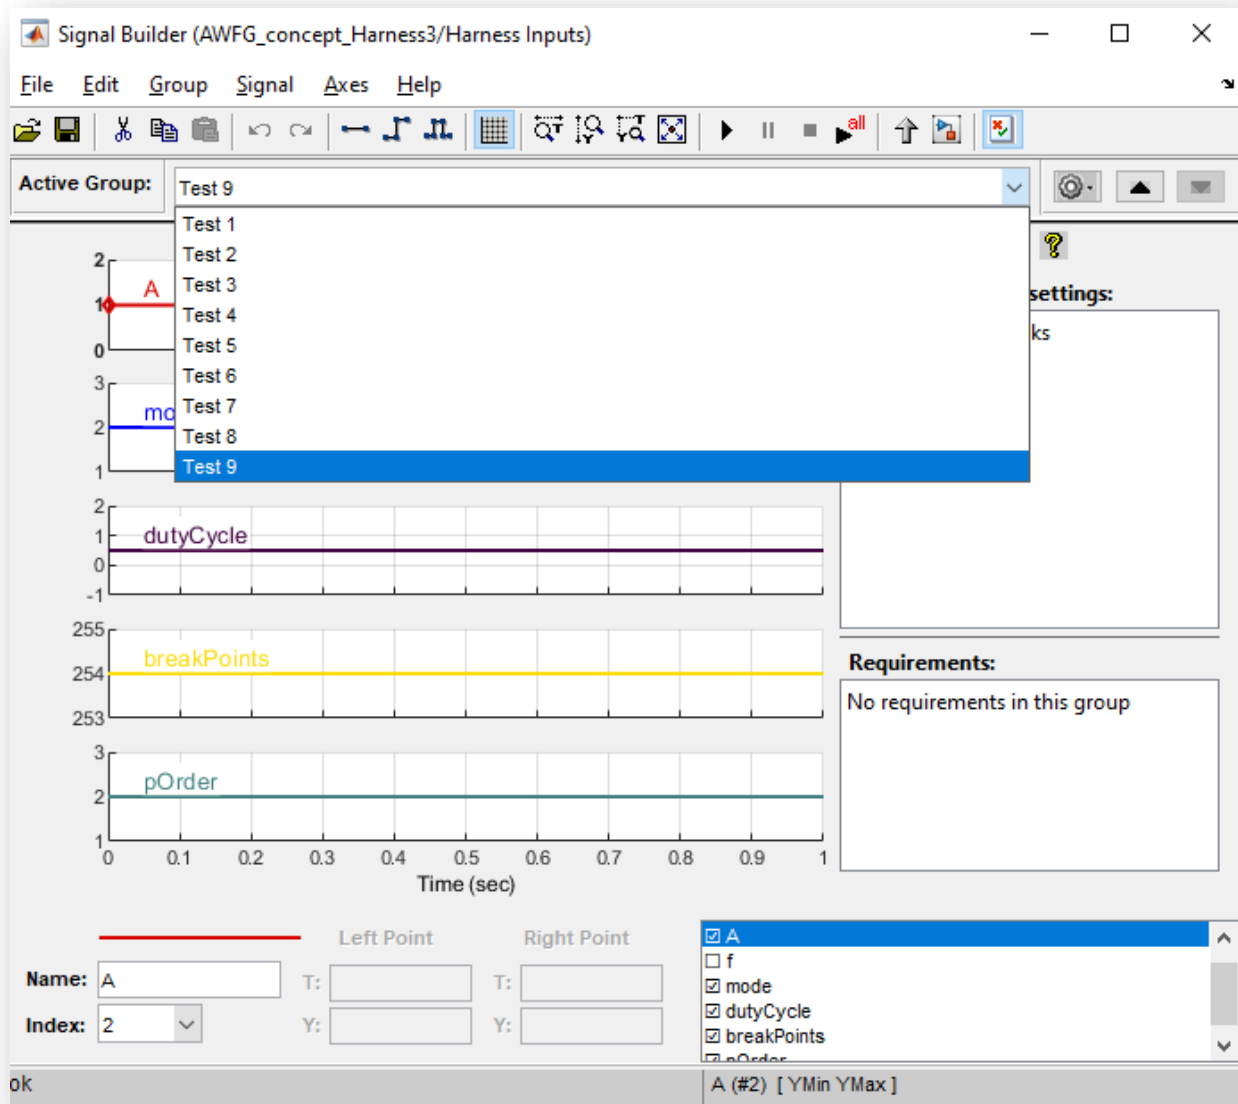 Signal Builder (AWFG_concept_Harness3/Harness Inputs)
File Edit Group Signal Axes Help
all
Active Group: Test 9
Test 1
Test 2
Test 3
Test 4
Test 5
Test 6
Test 7
Test 8
Test 9
settings:
ks
2
1
0
A
3
2
1
mo
2
1
0
-1
dutyCycle
255
254
253
breakPoints
3
2
1
pOrder
0 0.1 0.2 0.3 0.4 0.5 0.6 0.7 0.8 0.9 1
Time (sec)
Requirements:
No requirements in this group
Left Point Right Point
Name: A T: T:
Index: 2 Y: Y:
A
f
mode
dutyCycle
breakPoints
pOrder
ok
A (#2) [ YMin YMax ]